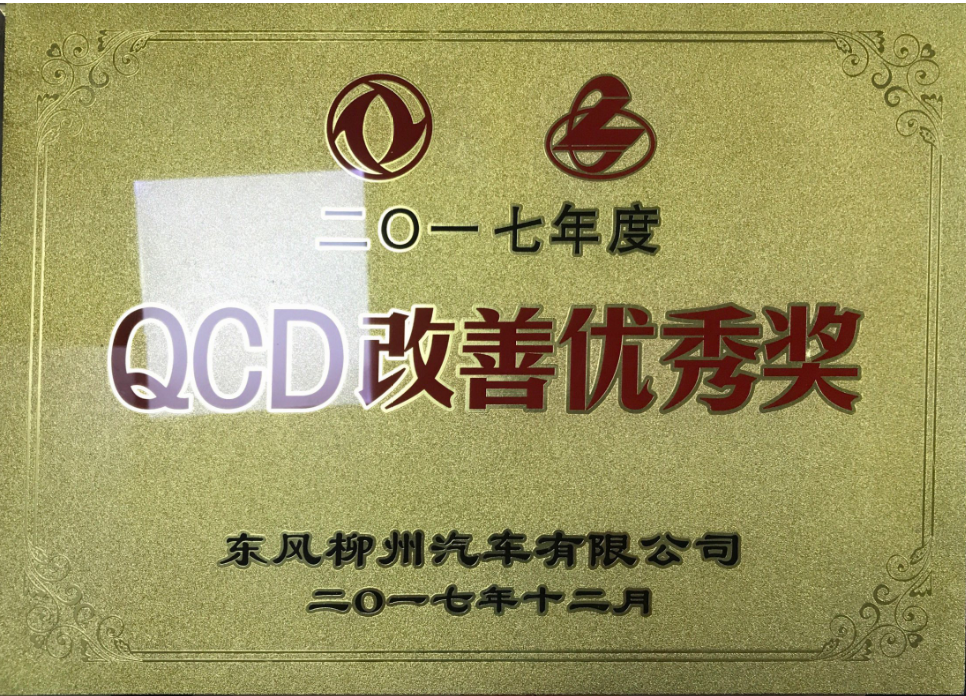 二〇一七年度
QCD改善优秀奖
东风柳州汽车有限公司
二〇一七年十二月